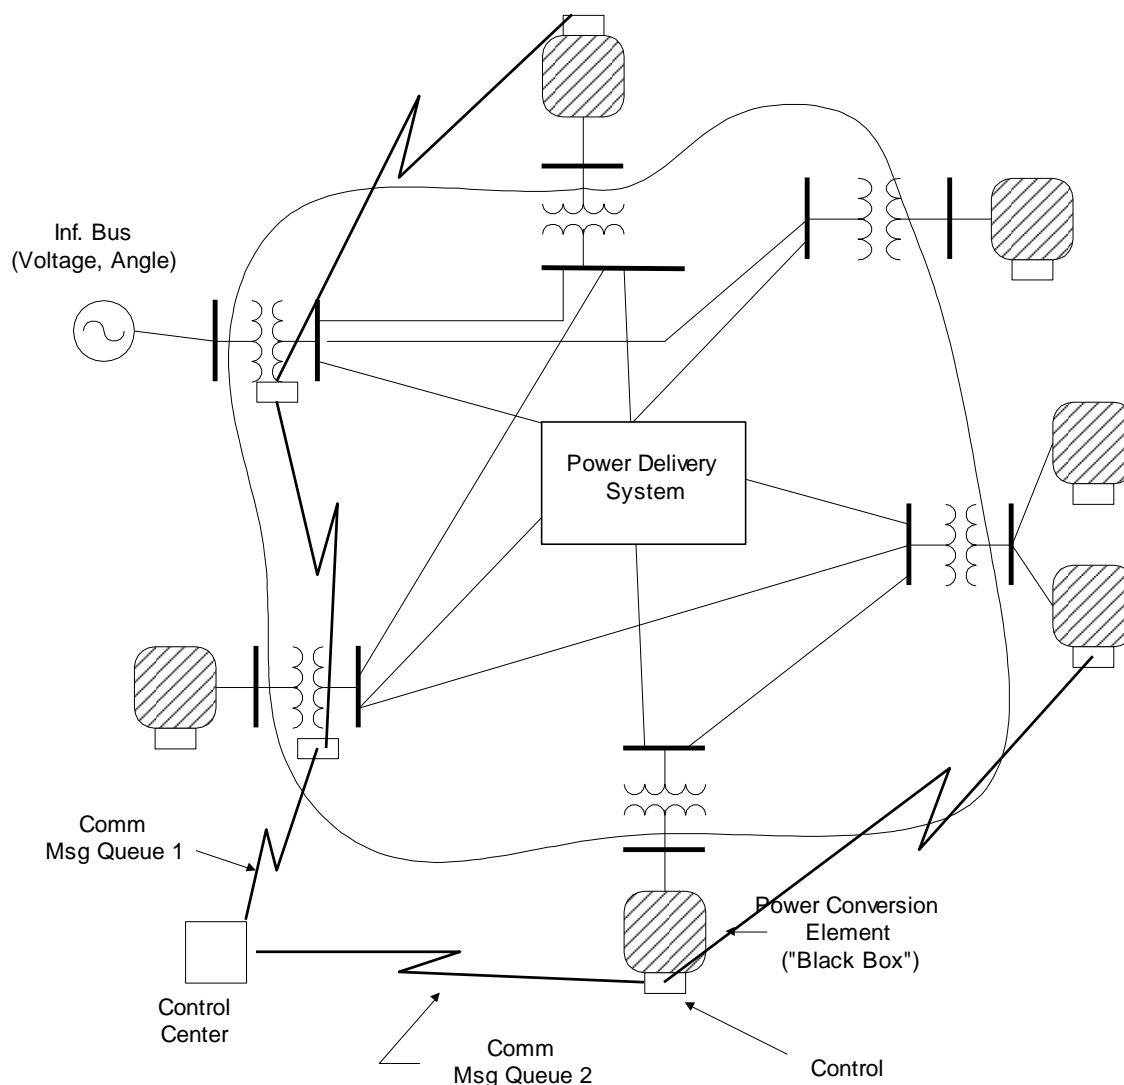 Inf. Bus
(Voltage, Angle)
Power Delivery
System
Comm
Msg Queue 1
Power Conversion
Element
("Black Box")
Control
Center
Comm
Msg Queue 2
Control